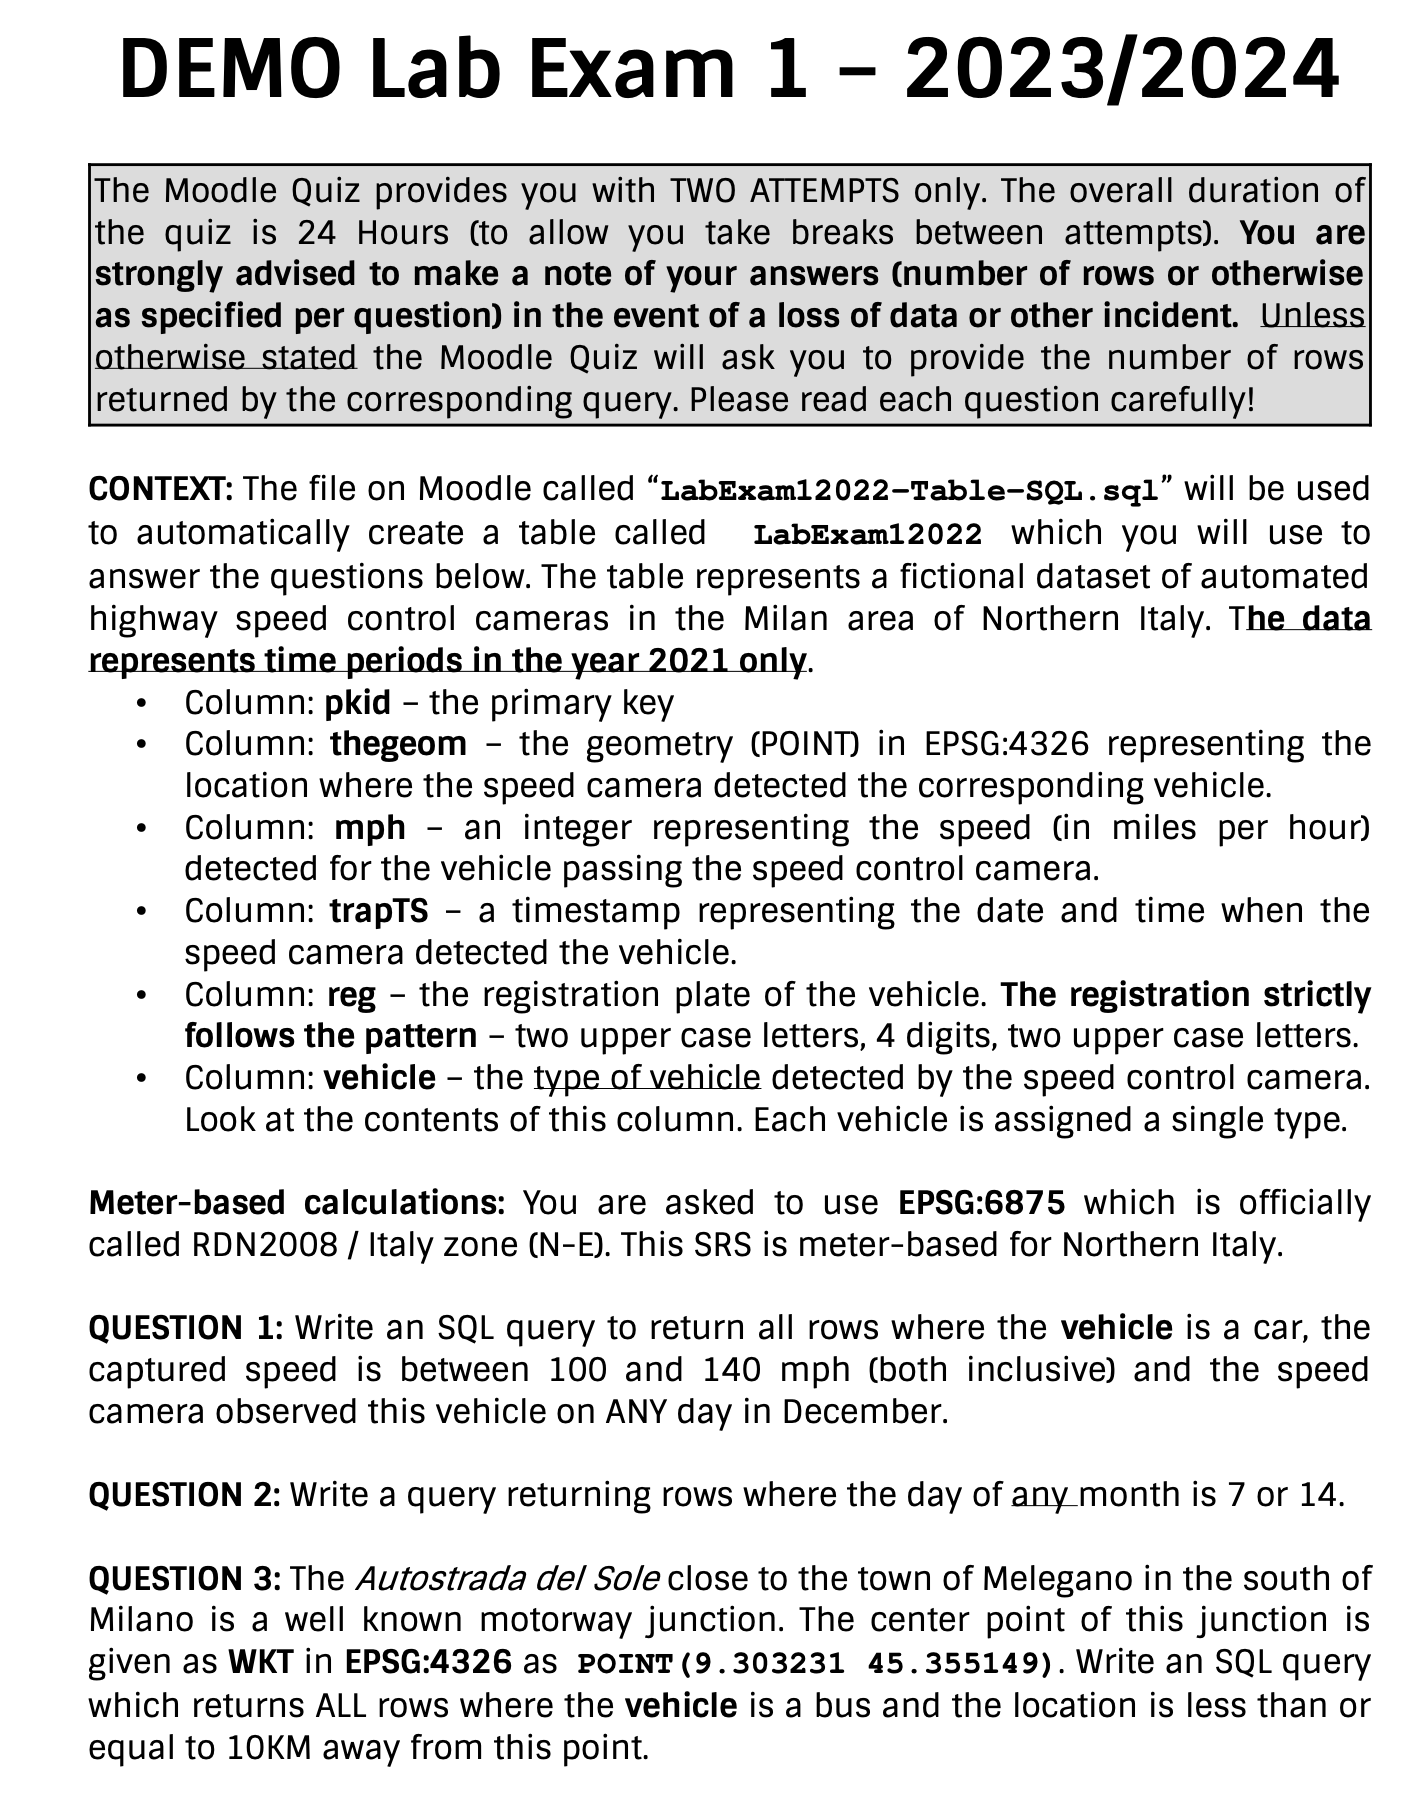 DEMO Lab Exam 1 – 2023/2024
The Moodle Quiz provides you with TWO ATTEMPTS only. The overall duration of
the quiz is 24 Hours (to allow you take breaks between attempts). You are
strongly advised to make a note of your answers (number of rows or otherwise
as specified per question) in the event of a loss of data or other incident. Unless
otherwise stated the Moodle Quiz will ask you to provide the number of rows
returned by the corresponding query. Please read each question carefully!
CONTEXT: The file on Moodle called “LabExam12022-Table-SQL.sql” will be used
to automatically create a table called LabExam12022 which you will use to
answer the questions below. The table represents a fictional dataset of automated
highway speed control cameras in the Milan area of Northern Italy. The data
represents time periods in the year 2021 only.
• Column: pkid – the primary key
• Column: thegeom – the geometry (POINT) in EPSG:4326 representing the
location where the speed camera detected the corresponding vehicle.
• Column: mph – an integer representing the speed (in miles per hour)
detected for the vehicle passing the speed control camera.
• Column: trapTS – a timestamp representing the date and time when the
speed camera detected the vehicle.
• Column: reg – the registration plate of the vehicle. The registration strictly
follows the pattern – two upper case letters, 4 digits, two upper case letters.
• Column: vehicle – the type of vehicle detected by the speed control camera.
Look at the contents of this column. Each vehicle is assigned a single type.
Meter-based calculations: You are asked to use EPSG:6875 which is officially
called RDN2008 / Italy zone (N-E). This SRS is meter-based for Northern Italy.
QUESTION 1: Write an SQL query to return all rows where the vehicle is a car, the
captured speed is between 100 and 140 mph (both inclusive) and the speed
camera observed this vehicle on ANY day in December.
QUESTION 2: Write a query returning rows where the day of any month is 7 or 14.
QUESTION 3: The Autostrada del Sole close to the town of Melegano in the south of
Milano is a well known motorway junction. The center point of this junction is
given as WKT in EPSG:4326 as POINT(9.303231 45.355149). Write an SQL query
which returns ALL rows where the vehicle is a bus and the location is less than or
equal to 10KM away from this point.